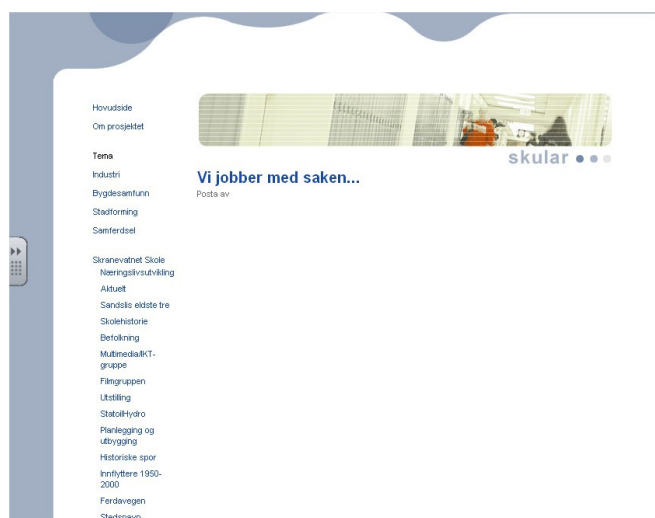 Hovudside
Om prosjektet
Tema
Industri
Bygdesamfunn
Stadforming
Samferdsel
Skranevatnet Skole
Næringslivsutvikling
Aktuelt
Sandslis eldste tre
Skolehistorie
Befolkning
Multimedia/IKT-
gruppe
Filmgruppen
Utstilling
StatoilHydro
Planlegging og
utbygging
Historiske spor
Innflyttere 1950-
2000
Ferdavegen
Stedsnavn
skular
Vi jobber med saken...
Posta av